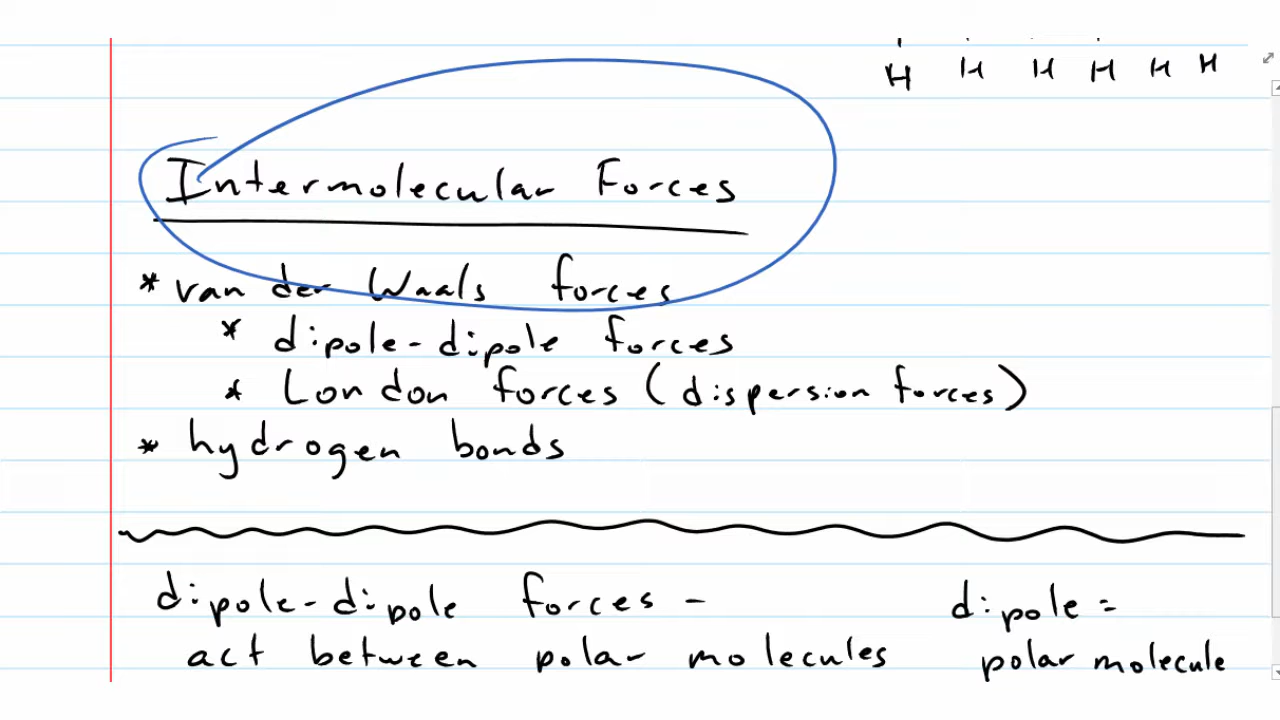 H H H H H H
Intermolecular Forces
* van der Waals forces
* dipole-dipole forces
* London forces (dispersion forces)
* hydrogen bonds
dipole-dipole forces -
act between polar molecules
dipole =
polar molecule